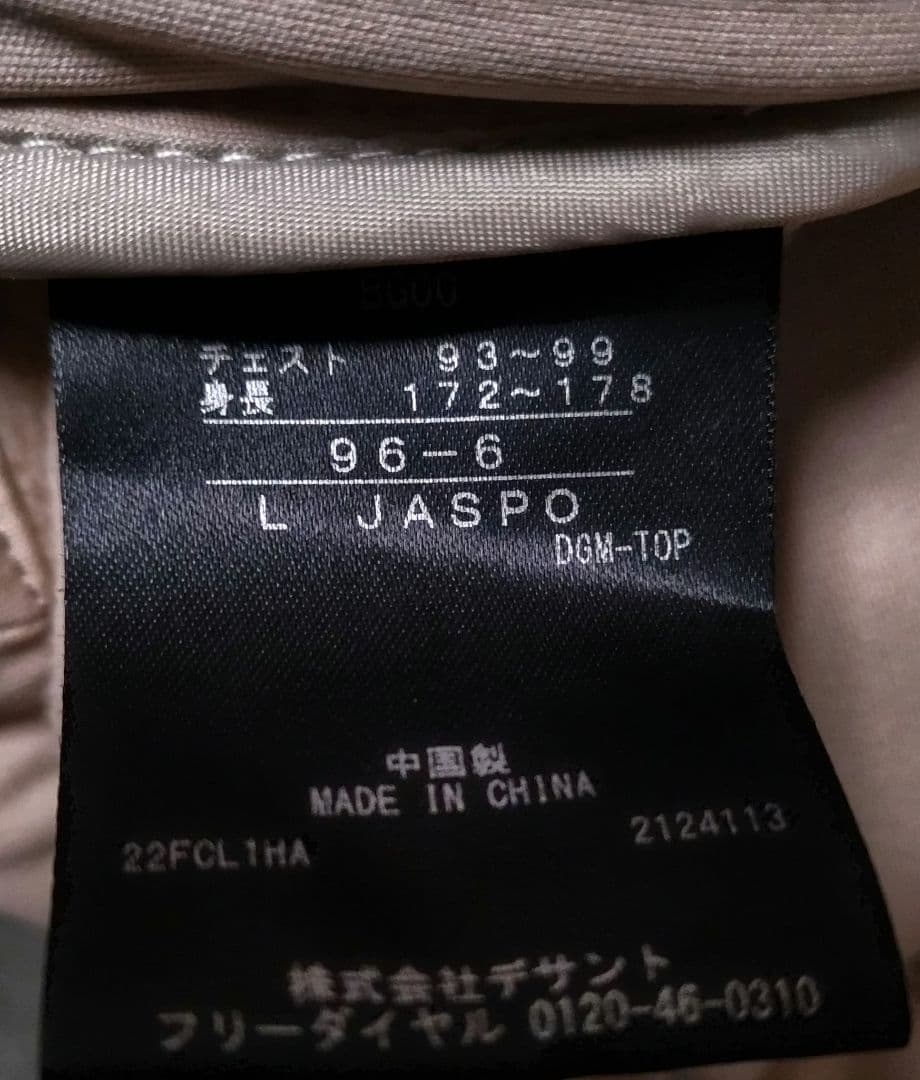 BG00
チェスト 93~99
身長 172~178
96-6
L JASPO
DGM-TOP
中国製
MADE IN CHINA
2124113
22FCL1HA
株式会社デサント
フリーダイヤル 0120-46-0310